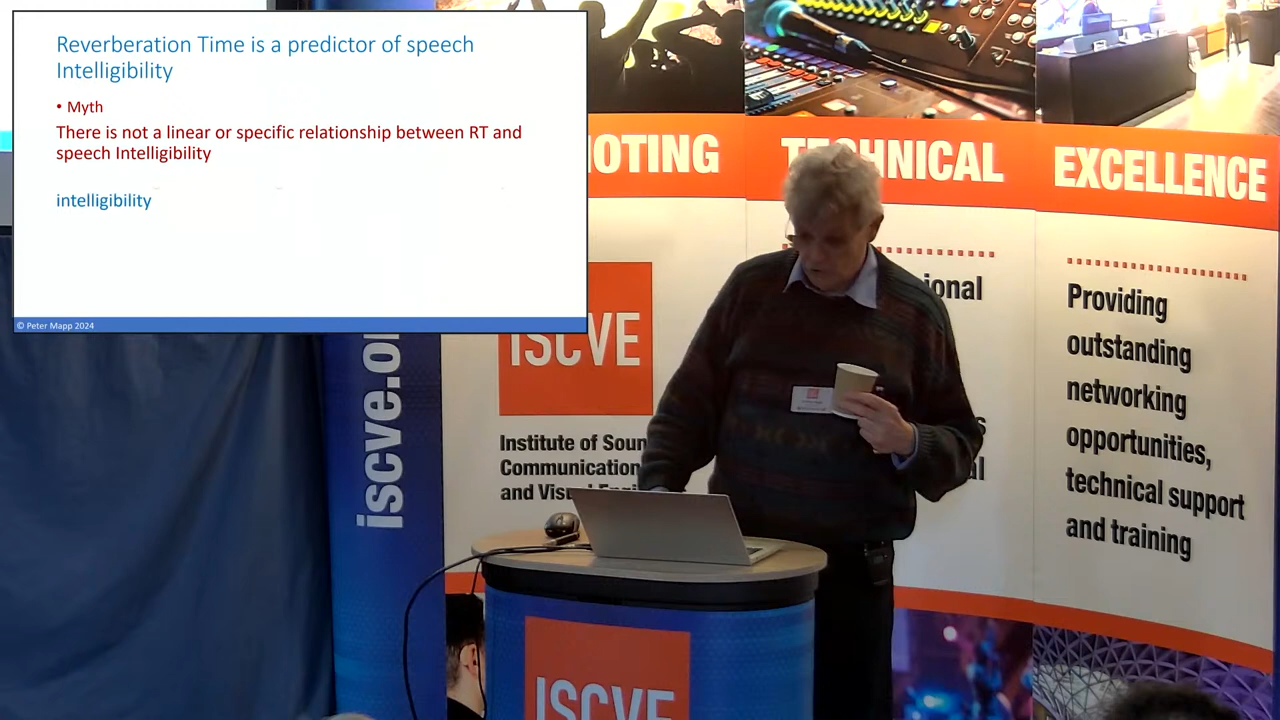 Reverberation Time is a predictor of speech
Intelligibility
• Myth
There is not a linear or specific relationship between RT and
speech Intelligibility
intelligibility
© Peter Mapp 2024
OTING
TECHNICAL
EXCELLENCE
ional
Providing
outstanding
networking
opportunities,
technical support
and training
ISCVE
Institute of Soun
Communication
and Visual Engi
iscve.o
ISCVE